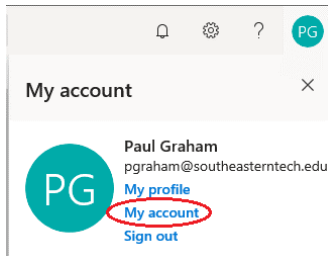 ?
PG
My account
PG
Paul Graham
pgraham@southeasterntech.edu
My profile
My account
Sign out